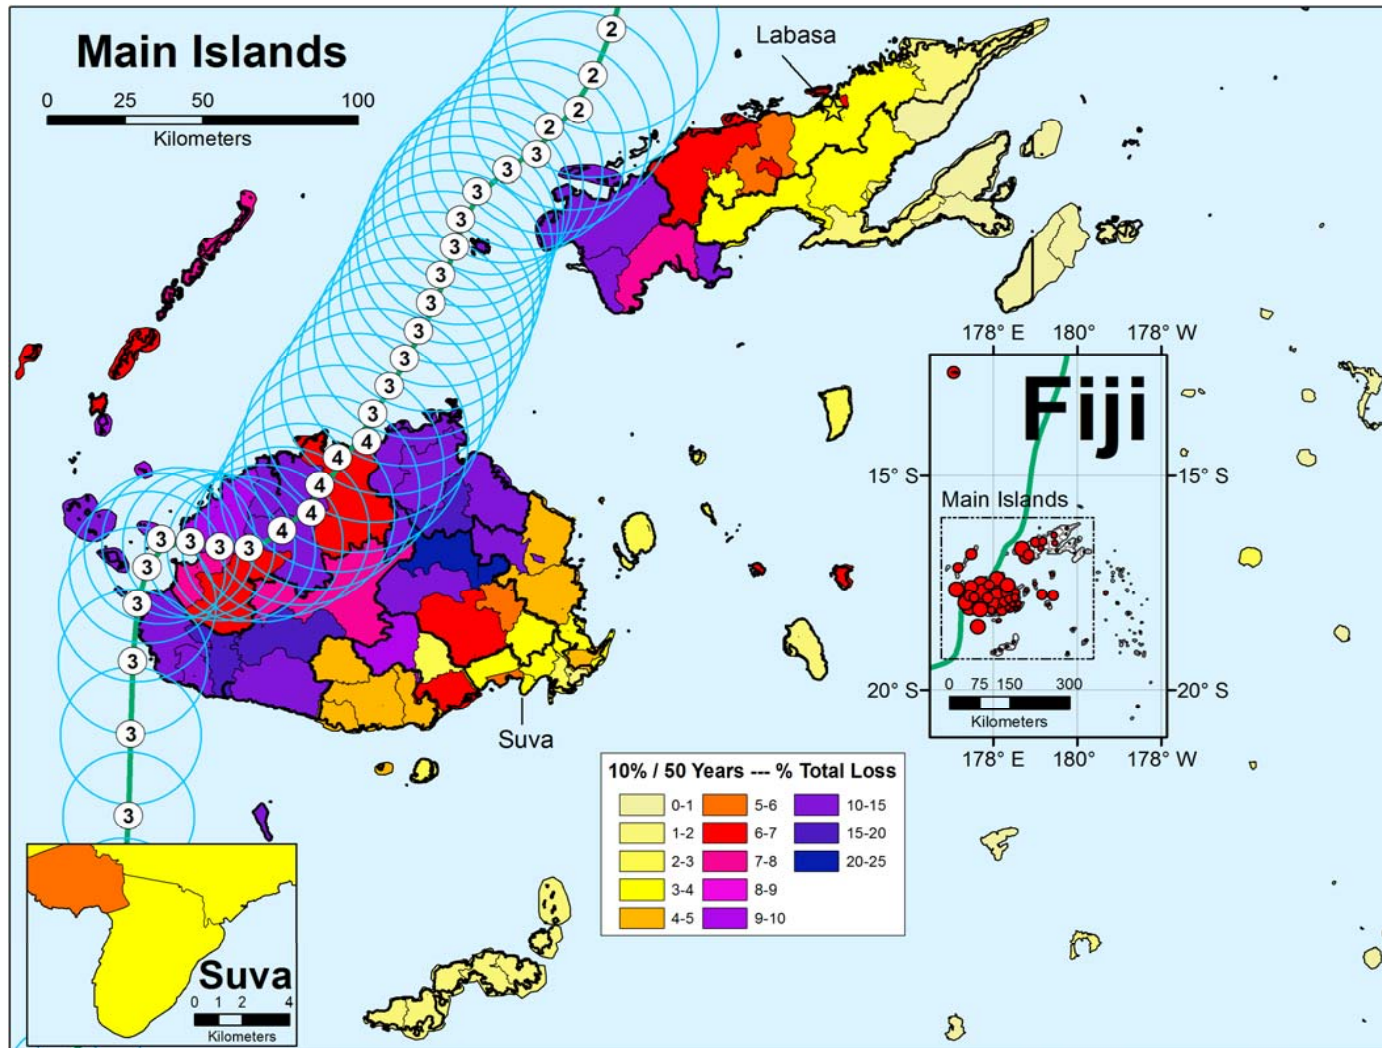 Main Islands
0 25 50 100
Kilometers
Labasa
2
2
2
2
3
3
3
3
3
3
3
3
3
3
3
4
4
4
4
4
3
3
3
3
3
3
3
3
3
Suva
178° E 180° 178° W
Fiji
15° S
Main Islands
20° S 20° S
0 75 150 300
Kilometers
178° E 180° 178° W
10% / 50 Years --- % Total Loss
0-1 5-6 10-15
1-2 6-7 15-20
2-3 7-8 20-25
3-4 8-9
4-5 9-10
Suva
0 1 2 4
Kilometers